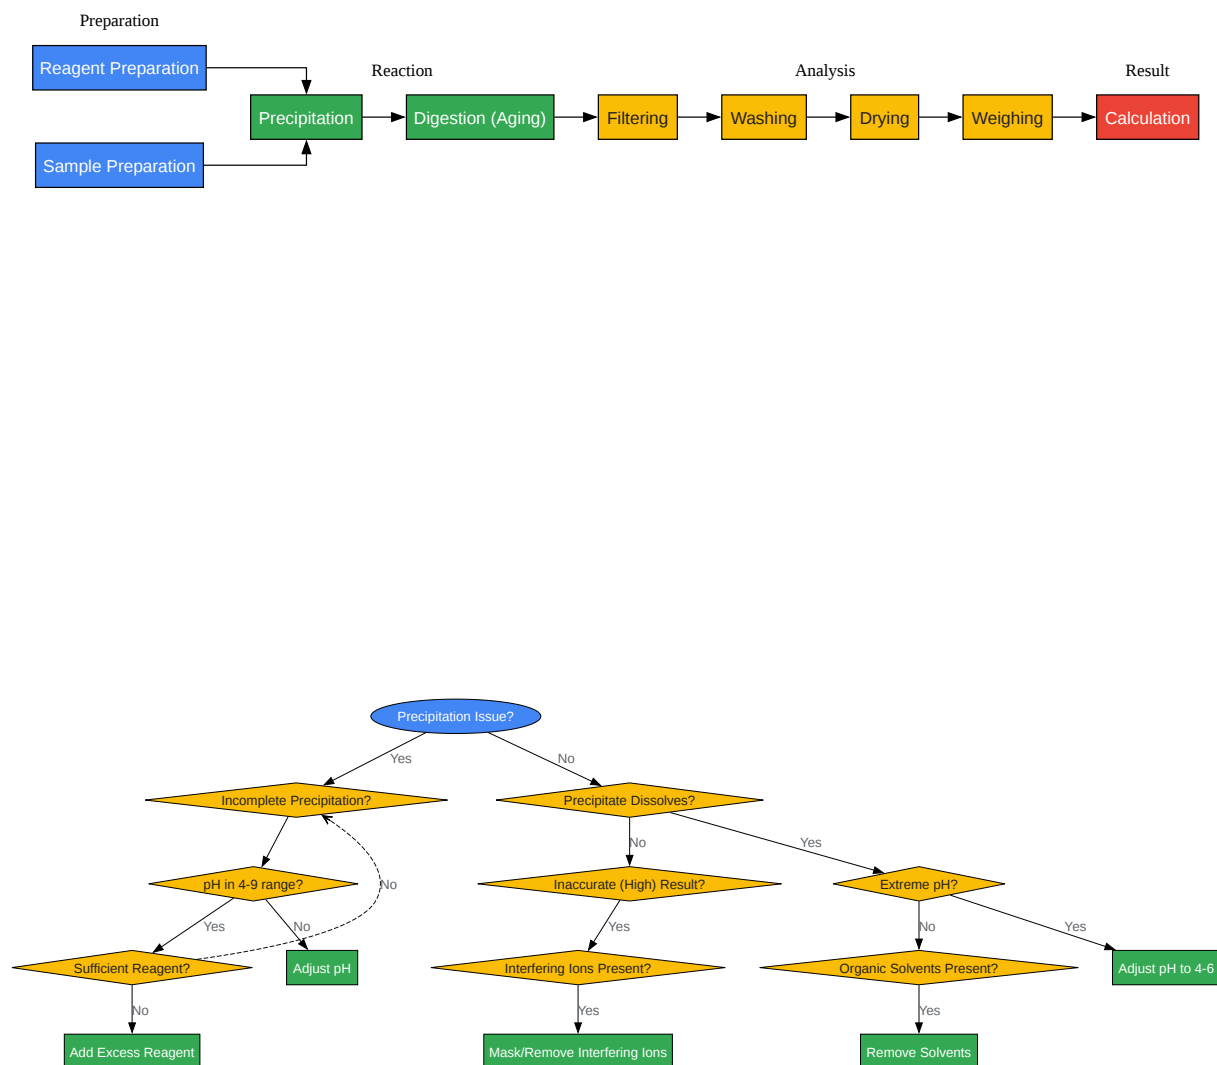 Preparation
Reagent Preparation
Reaction
Analysis
Result
Precipitation
Digestion (Aging)
Filtering
Washing
Drying
Weighing
Calculation
Sample Preparation
Precipitation Issue?
Yes
No
Incomplete Precipitation?
Precipitate Dissolves?
No
Yes
pH in 4-9 range?
No
Inaccurate (High) Result?
Extreme pH?
Yes
No
Yes
No
Yes
Sufficient Reagent?
Adjust pH
Interfering Ions Present?
Organic Solvents Present?
Adjust pH to 4-6
No
Yes
Yes
Add Excess Reagent
Mask/Remove Interfering Ions
Remove Solvents